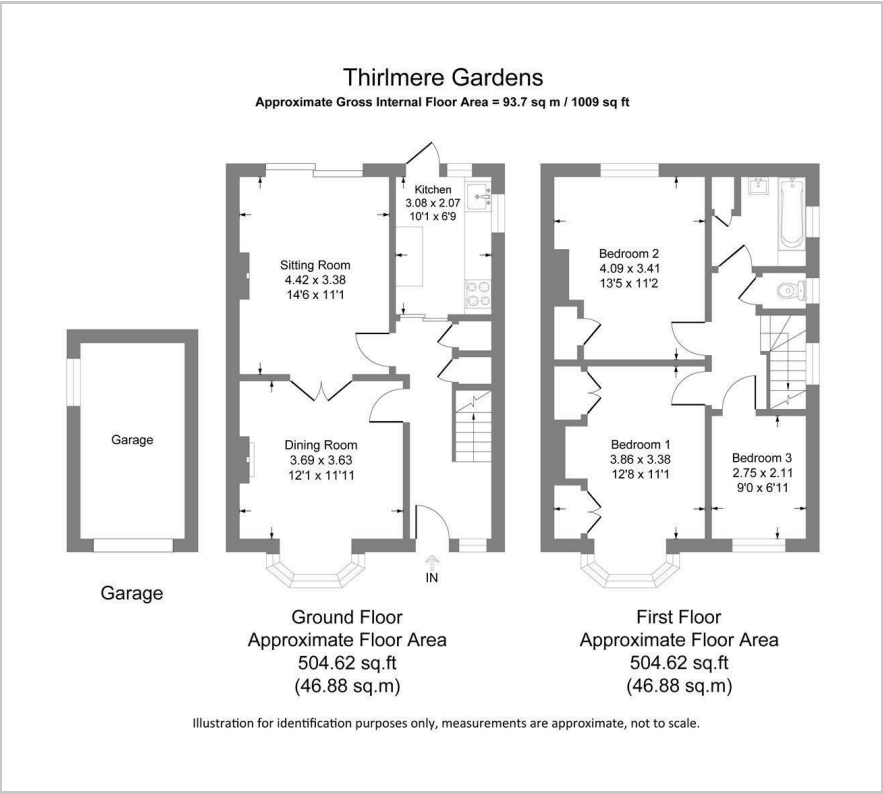 Thirlmere Gardens
Approximate Gross Internal Floor Area = 93.7 sq m / 1009 sq ft
Kitchen
3.08 x 2.07
10'1 x 6'9
Sitting Room
4.42 x 3.38
14'6 x 11'1
Bedroom 2
4.09 x 3.41
13'5 x 11'2
Garage
Dining Room
3.69 x 3.63
12'1 x 11'11
Bedroom 1
3.86 x 3.38
12'8 x 11'1
Bedroom 3
2.75 x 2.11
9'0 x 6'11
IN
Garage
Ground Floor
Approximate Floor Area
504.62 sq.ft
(46.88 sq.m)
First Floor
Approximate Floor Area
504.62 sq.ft
(46.88 sq.m)
Illustration for identification purposes only, measurements are approximate, not to scale.